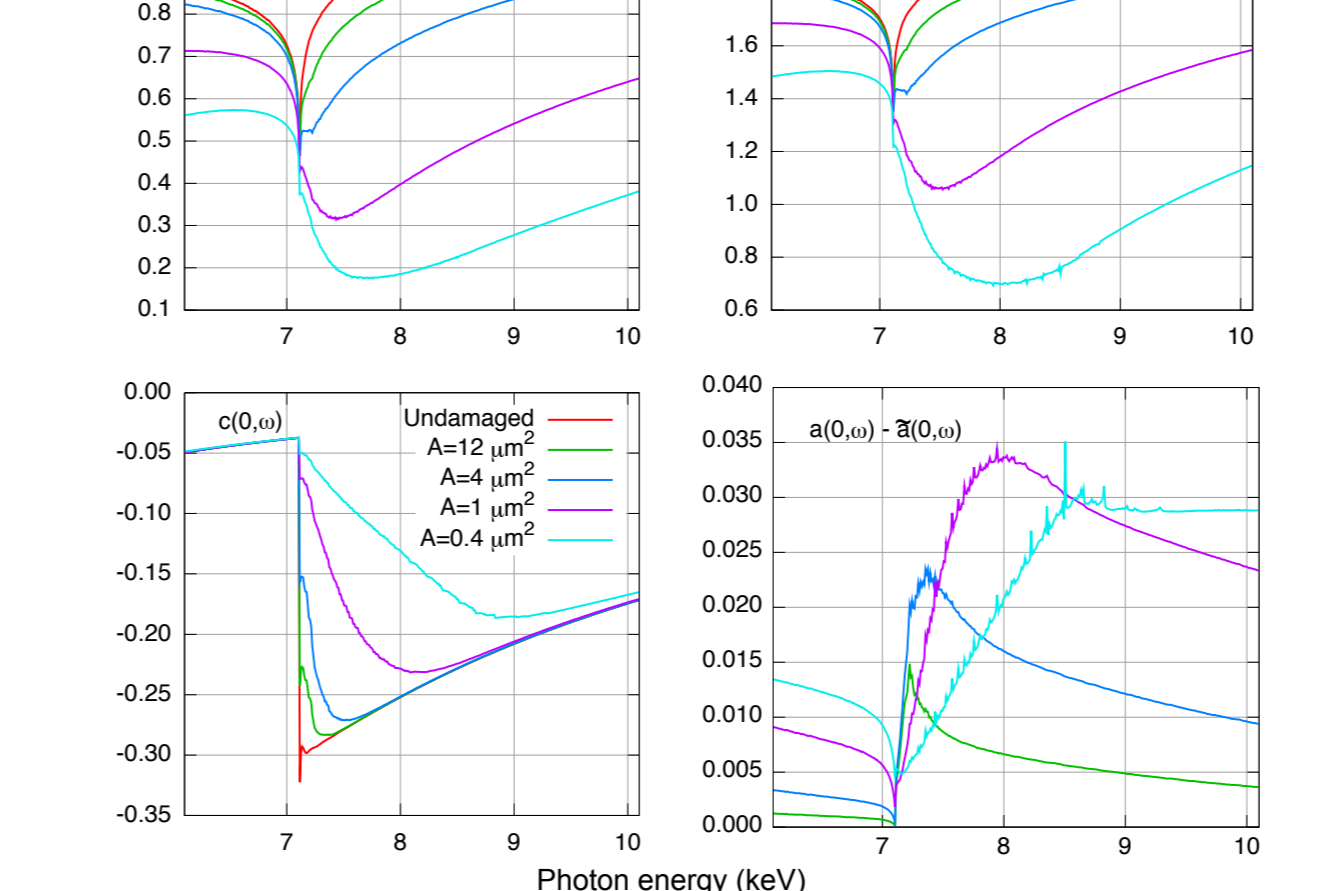 0.8
0.7
0.6
0.5
0.4
0.3
0.2
0.1
7 8 9 10
1.6
1.4
1.2
1.0
0.8
0.6
7 8 9 10
0.00
-0.05
-0.10
-0.15
-0.20
-0.25
-0.30
-0.35
c(0,ω)
Undamaged
A=12 μm²
A=4 μm²
A=1 μm²
A=0.4 μm²
7 8 9 10
0.040
0.035
0.030
0.025
0.020
0.015
0.010
0.005
0.000
a(0,ω) - ã(0,ω)
7 8 9 10
Photon energy (keV)